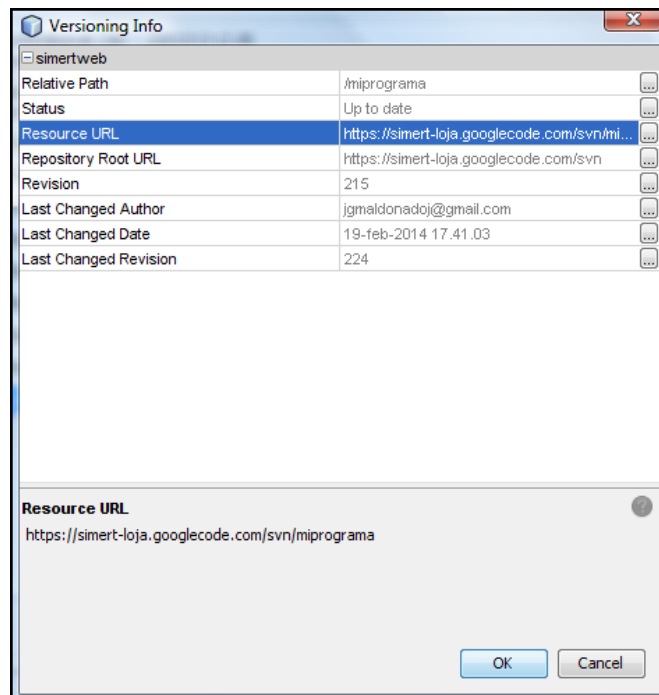 Versioning Info
simertweb
Relative Path /miprograma ...
Status Up to date ...
Resource URL https://simert-loja.googlecode.com/svn/mi... ...
Repository Root URL https://simert-loja.googlecode.com/svn ...
Revision 215 ...
Last Changed Author jgmaldonadoj@gmail.com ...
Last Changed Date 19-feb-2014 17.41.03 ...
Last Changed Revision 224 ...
Resource URL ?
https://simert-loja.googlecode.com/svn/miprograma
OK Cancel